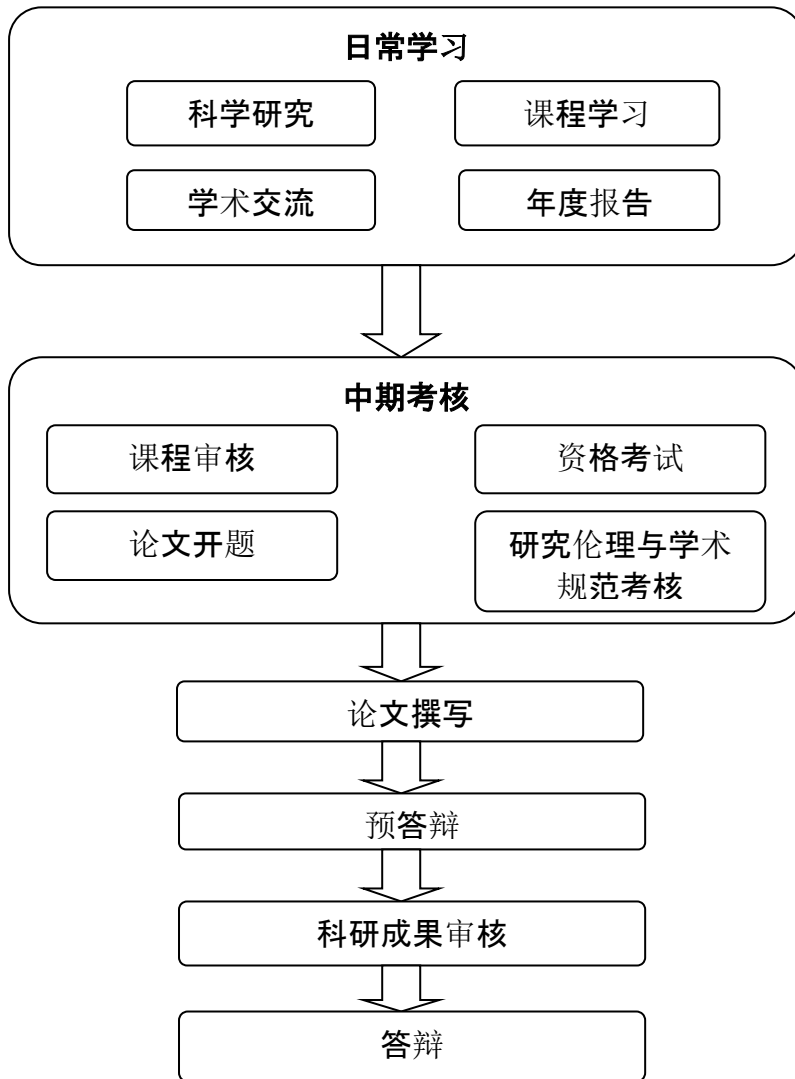 日常学习
科学研究
课程学习
学术交流
年度报告
中期考核
课程审核
资格考试
论文开题
研究伦理与学术
规范考核
论文撰写
预答辩
科研成果审核
答辩